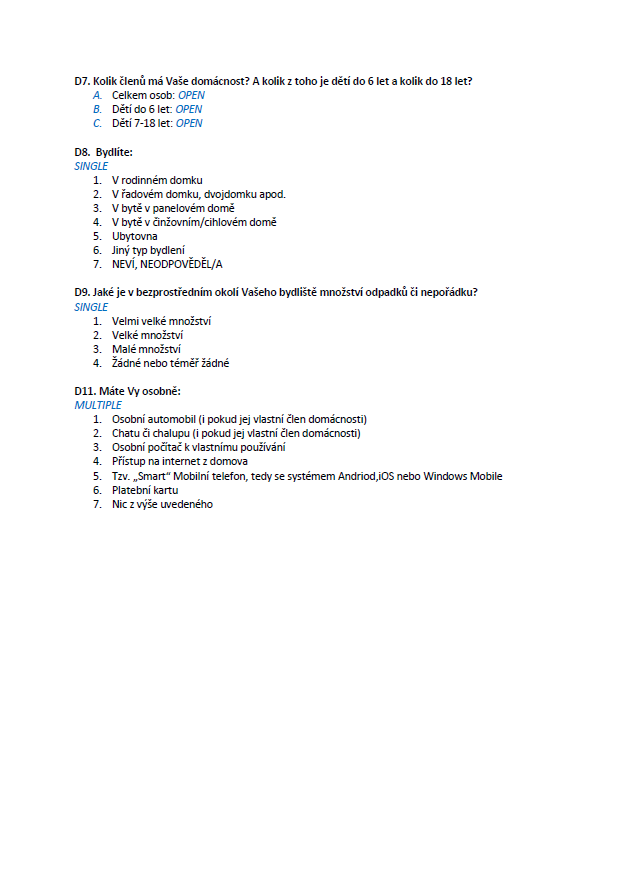 D7. Kolik členů má Vaše domácnost? A kolik z toho je dětí do 6 let a kolik do 18 let?
A. Celkem osob: OPEN
B. Dětí do 6 let: OPEN
C. Dětí 7-18 let: OPEN
D8. Bydlíte:
SINGLE
1. V rodinném domku
2. V řadovém domku, dvojdomku apod.
3. V bytě v panelovém domě
4. V bytě v činžovním/cihlovém domě
5. Ubytovna
6. Jiný typ bydlení
7. NEVÍ, NEODPOVĚDĚL/A
D9. Jaké je v bezprostředním okolí Vašeho bydliště množství odpadků či nepořádku?
SINGLE
1. Velmi velké množství
2. Velké množství
3. Malé množství
4. Žádné nebo téměř žádné
D11. Máte Vy osobně:
MULTIPLE
1. Osobní automobil (i pokud jej vlastní člen domácnosti)
2. Chatu či chalupu (i pokud jej vlastní člen domácnosti)
3. Osobní počítač k vlastnímu používání
4. Přístup na internet z domova
5. Tzv. „Smart“ Mobilní telefon, tedy se systémem Andriod,iOS nebo Windows Mobile
6. Platební kartu
7. Nic z výše uvedeného